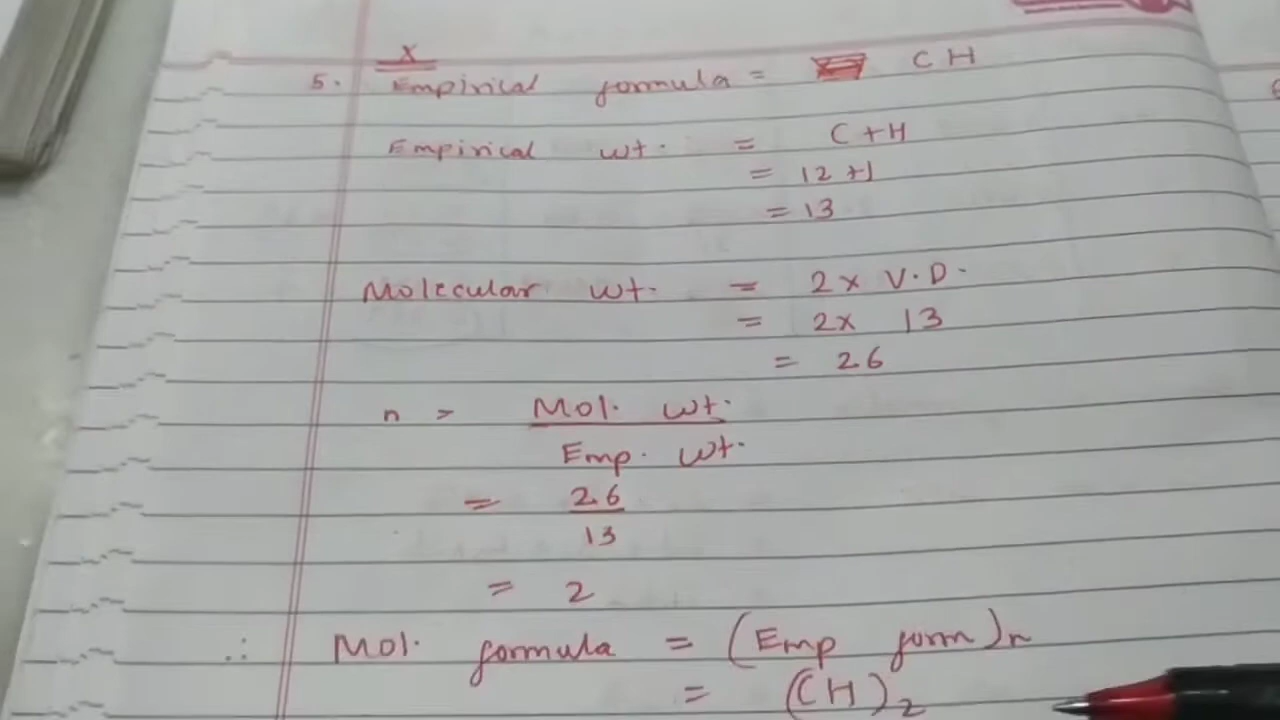 X
5. Empirical formula = CH
Empirical wt. = C + H
= 12 + 1
= 13
Molecular wt. = 2 x V.D.
= 2 x 13
= 26
n = Mol. wt.
Emp. wt.
= 26
13
= 2
∴ Mol. formula = (Emp form)n
= (CH)2